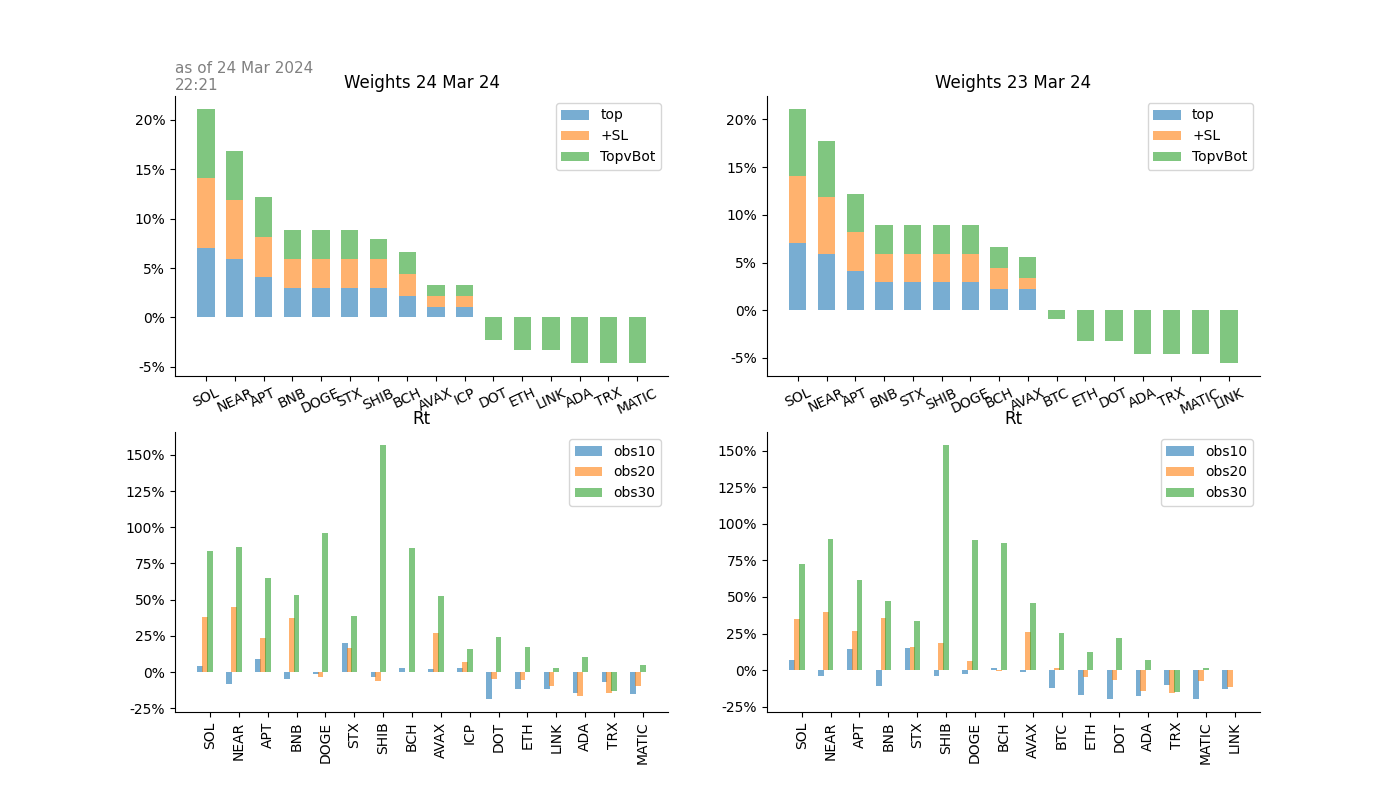 as of 24 Mar 2024
22:21
Weights 24 Mar 24
20%
15%
10%
5%
0%
-5%
top
+SL
TopvBot
SOL NEAR APT BNB DOGE STX SHIB BCH AVAX ICP DOT ETH LINK ADA TRX MATIC
Weights 23 Mar 24
20%
15%
10%
5%
0%
-5%
top
+SL
TopvBot
SOL NEAR APT BNB STX SHIB DOGE BCH AVAX BTC ETH DOT ADA TRX MATIC LINK
Rt
150%
125%
100%
75%
50%
25%
0%
-25%
obs10
obs20
obs30
SOL NEAR APT BNB DOGE STX SHIB BCH AVAX ICP DOT ETH LINK ADA TRX MATIC
Rt
150%
125%
100%
75%
50%
25%
0%
-25%
obs10
obs20
obs30
SOL NEAR APT BNB STX SHIB DOGE BCH AVAX BTC ETH DOT ADA TRX MATIC LINK